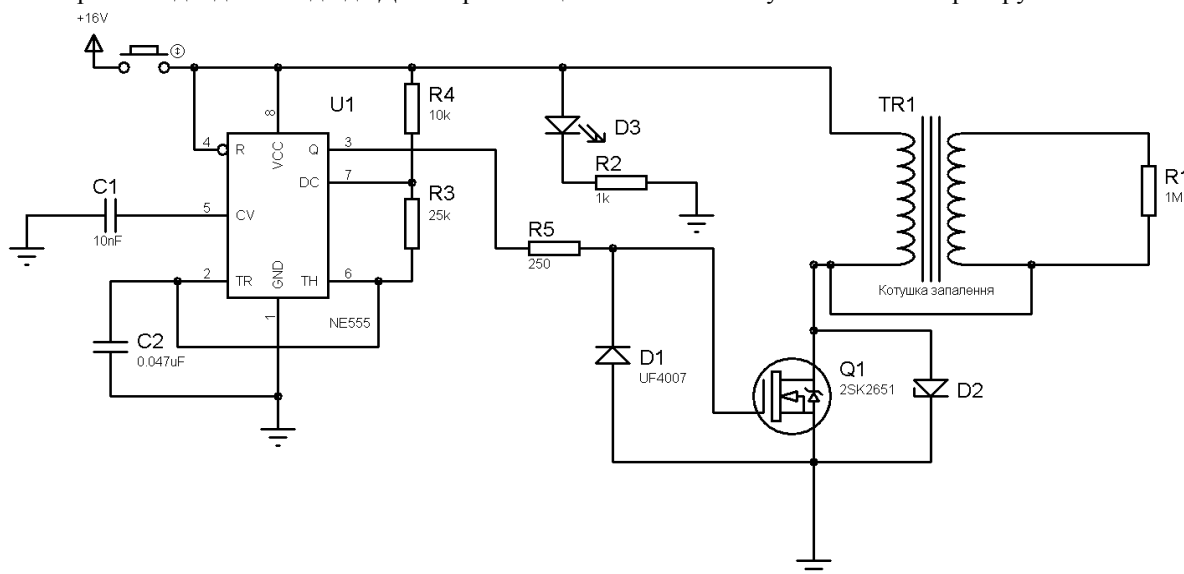 +16V
U1
R4
10k
D3
TR1
8
4
R
VCC
Q
3
R2
1k
DC
7
R3
25k
R1
1M
C1
10nF
5
CV
R5
250
2
TR
GND
TH
6
Котушка запалення
1
NE555
C2
0.047uF
D1
UF4007
Q1
2SK2651
D2